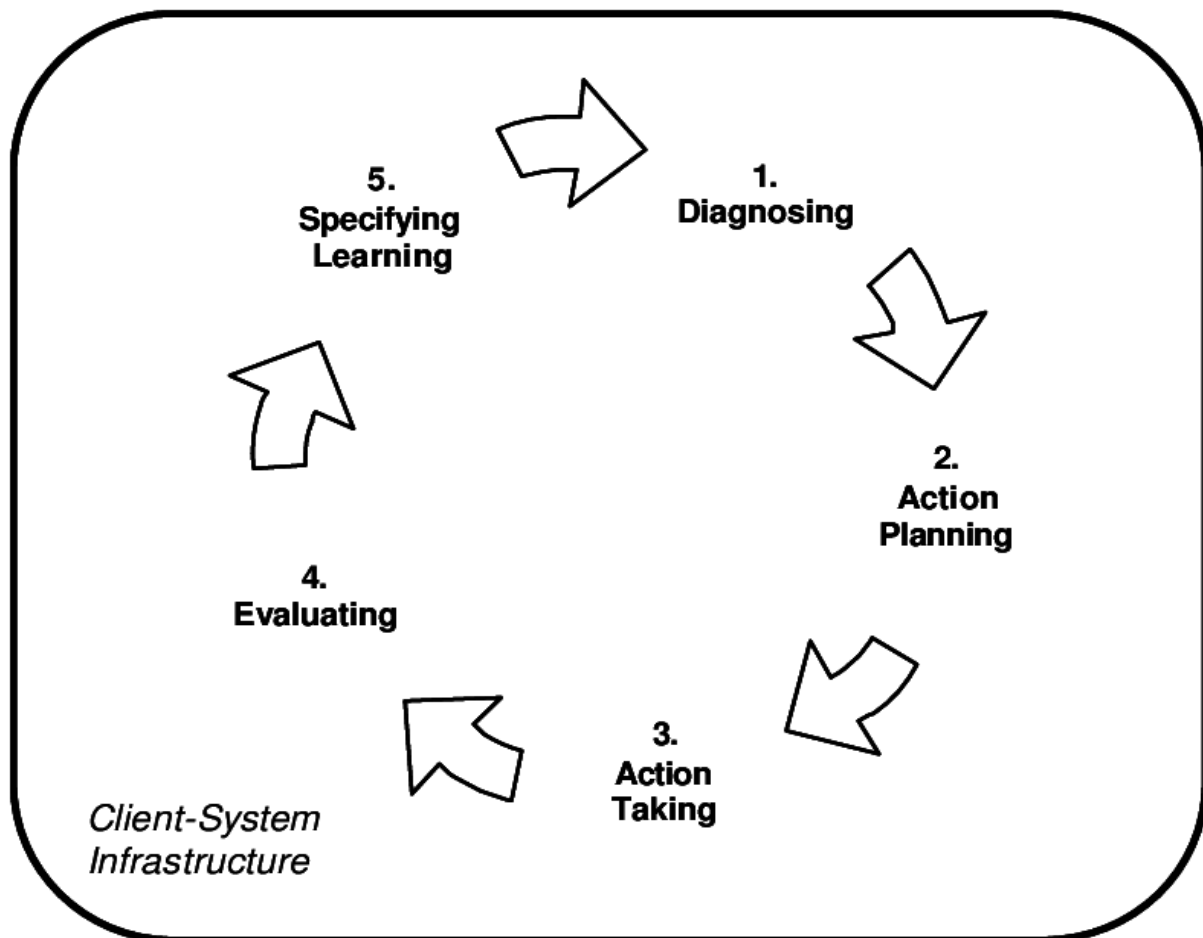 1.
Diagnosing
2.
Action
Planning
3.
Action
Taking
4.
Evaluating
5.
Specifying
Learning
Client-System
Infrastructure